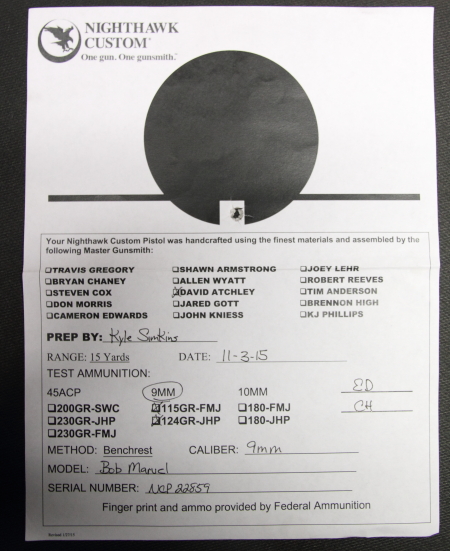 NIGHTHAWK
CUSTOM™
One gun. One gunsmith.™
Your Nighthawk Custom Pistol was handcrafted using the finest materials and assembled by the
following Master Gunsmith:
❑TRAVIS GREGORY ❑SHAWN ARMSTRONG ❑JOEY LEHR
❑BRYAN CHANEY ❑ALLEN WYATT ❑ROBERT REEVES
❑STEVEN COX ☒DAVID ATCHLEY ❑TIM ANDERSON
❑DON MORRIS ❑JARED GOTT ❑BRENNON HIGH
❑CAMERON EDWARDS ❑JOHN KNIESS ❑KJ PHILLIPS
PREP BY: Kyle Simkins
RANGE: 15 Yards DATE: 11-3-15
TEST AMMUNITION:
45ACP 9MM 10MM ED
❑200GR-SWC ☒115GR-FMJ ❑180-FMJ CH
❑230GR-JHP ☒124GR-JHP ❑180-JHP
❑230GR-FMJ
METHOD: Benchrest CALIBER: 9mm
MODEL: Bob Marvel
SERIAL NUMBER: NCP 22859
Finger print and ammo provided by Federal Ammunition